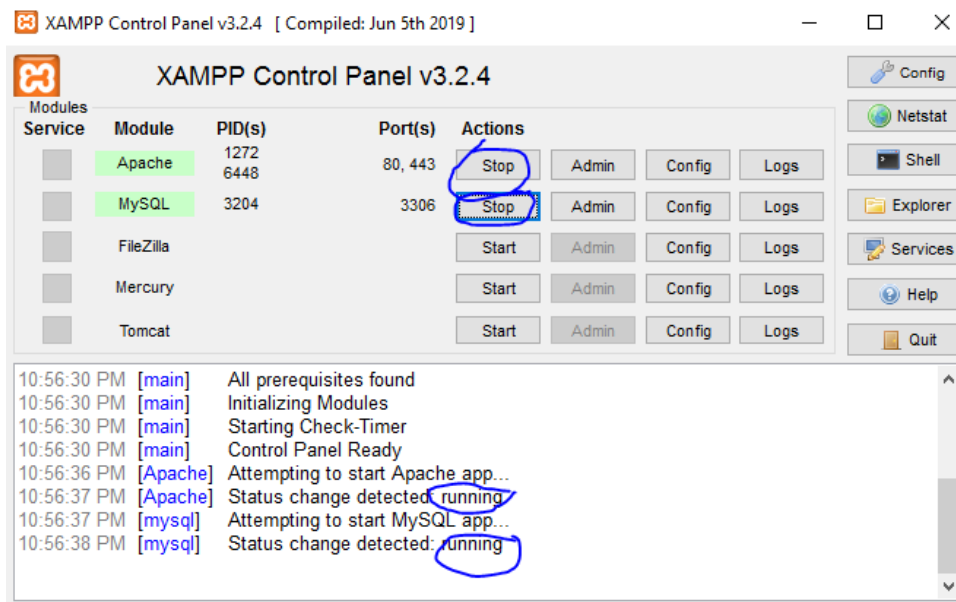 XAMPP Control Panel v3.2.4 [ Compiled: Jun 5th 2019 ]
XAMPP Control Panel v3.2.4
Config
Modules
Service Module PID(s) Port(s) Actions
Netstat
Apache 1272 6448 80, 443 Stop Admin Config Logs
Shell
MySQL 3204 3306 Stop Admin Config Logs
Explorer
FileZilla Start Admin Config Logs
Services
Mercury Start Admin Config Logs
Help
Tomcat Start Admin Config Logs
Quit
10:56:30 PM [main] All prerequisites found
10:56:30 PM [main] Initializing Modules
10:56:30 PM [main] Starting Check-Timer
10:56:30 PM [main] Control Panel Ready
10:56:36 PM [Apache] Attempting to start Apache app...
10:56:37 PM [Apache] Status change detected: running
10:56:37 PM [mysql] Attempting to start MySQL app...
10:56:38 PM [mysql] Status change detected: running